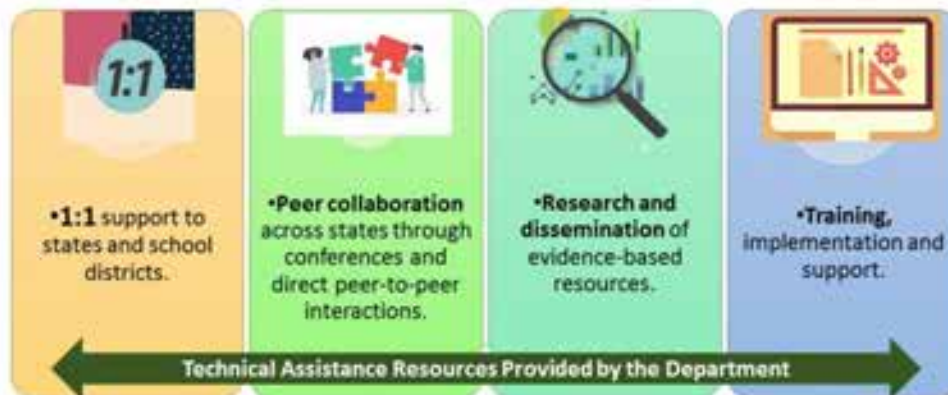 1:1
•1:1 support to
states and school
districts.
•Peer collaboration
across states through
conferences and
direct peer-to-peer
interactions.
•Research and
dissemination of
evidence-based
resources.
•Training,
implementation and
support.
Technical Assistance Resources Provided by the Department